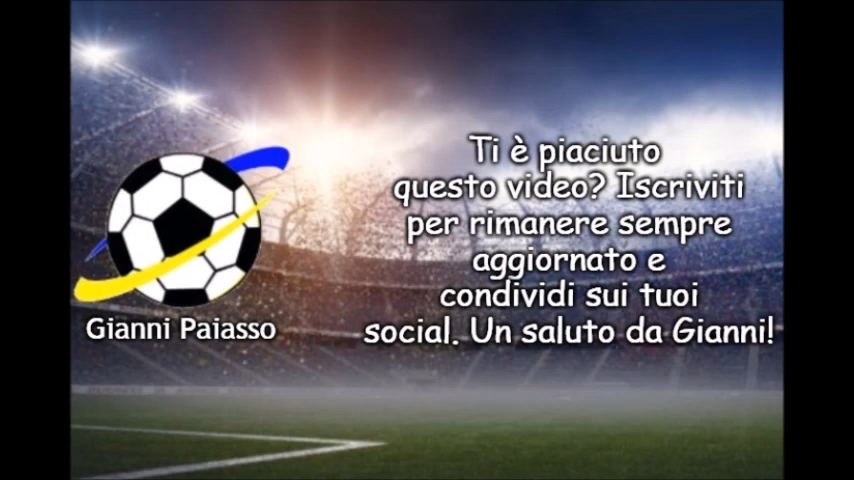 Ti è piaciuto
questo video? Iscriviti
per rimanere sempre
aggiornato e
condividi sui tuoi
social. Un saluto da Gianni!
Gianni Paiasso